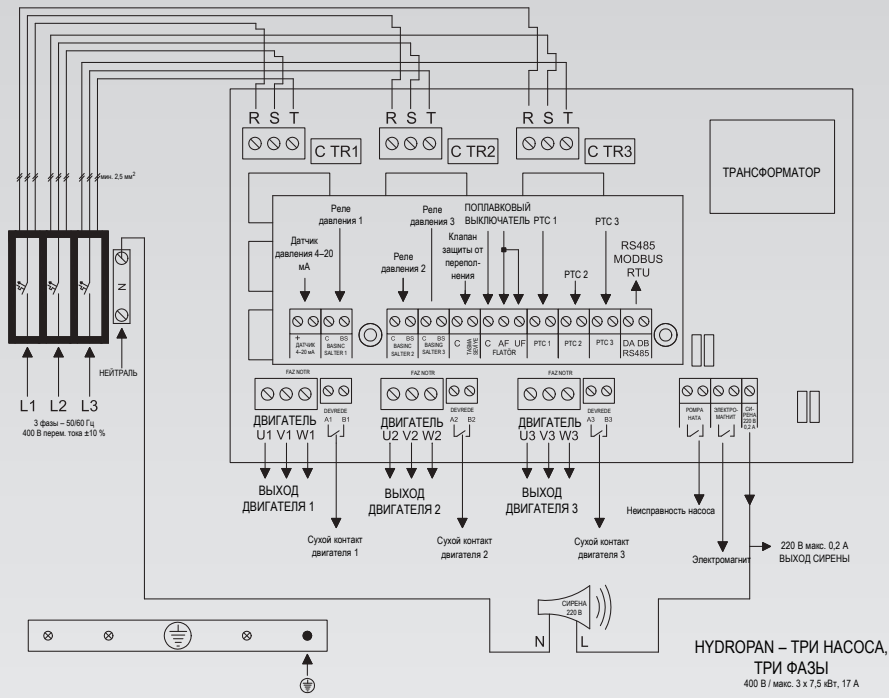 R S T
R S T
R S T
C TR1
C TR2
C TR3
ТРАНСФОРМАТОР
мин. 2,5 мм²
Реле
давления 1
Реле
давления 3
ПОПЛАВКОВЫЙ
ВЫКЛЮЧАТЕЛЬ
PTC 1
PTC 3
Датчик
давления 4–20
мА
Реле
давления 2
Клапан
защиты от
перепол-
нения
PTC 2
RS485
MODBUS
RTU
N
НЕЙТРАЛЬ
+
ДАТЧИК
4–20 мА
C BS
BASINC
SALTER 1
C BS
BASINC
SALTER 2
C BS
BASING
SALTER 3
C
TASMA
SEVIYE
C AF UF
FLATÖR
PTC 1
PTC 2
PTC 3
DA DB
RS485
L1 L2 L3
3 фазы – 50/60 Гц
400 В перем. тока ±10 %
FAZ NOTR
FAZ NOTR
FAZ NOTR
ДВИГАТЕЛЬ
U1 V1 W1
DEVREDE
A1 B1
ДВИГАТЕЛЬ
U2 V2 W2
DEVREDE
A2 B2
ДВИГАТЕЛЬ
U3 V3 W3
DEVREDE
A3 B3
POMPA
HATA
ЭЛЕКТРО-
МАГНИТ
СИ-
РЕНА
220 В
0,2 А
ВЫХОД
ДВИГАТЕЛЯ 1
ВЫХОД
ДВИГАТЕЛЯ 2
ВЫХОД
ДВИГАТЕЛЯ 3
Сухой контакт
двигателя 1
Сухой контакт
двигателя 2
Сухой контакт
двигателя 3
Неисправность насоса
Электромагнит
220 В макс. 0,2 А
ВЫХОД СИРЕНЫ
СИРЕНА
220 В
N L
HYDROPAN – ТРИ НАСОСА,
ТРИ ФАЗЫ
400 В / макс. 3 x 7,5 кВт, 17 А